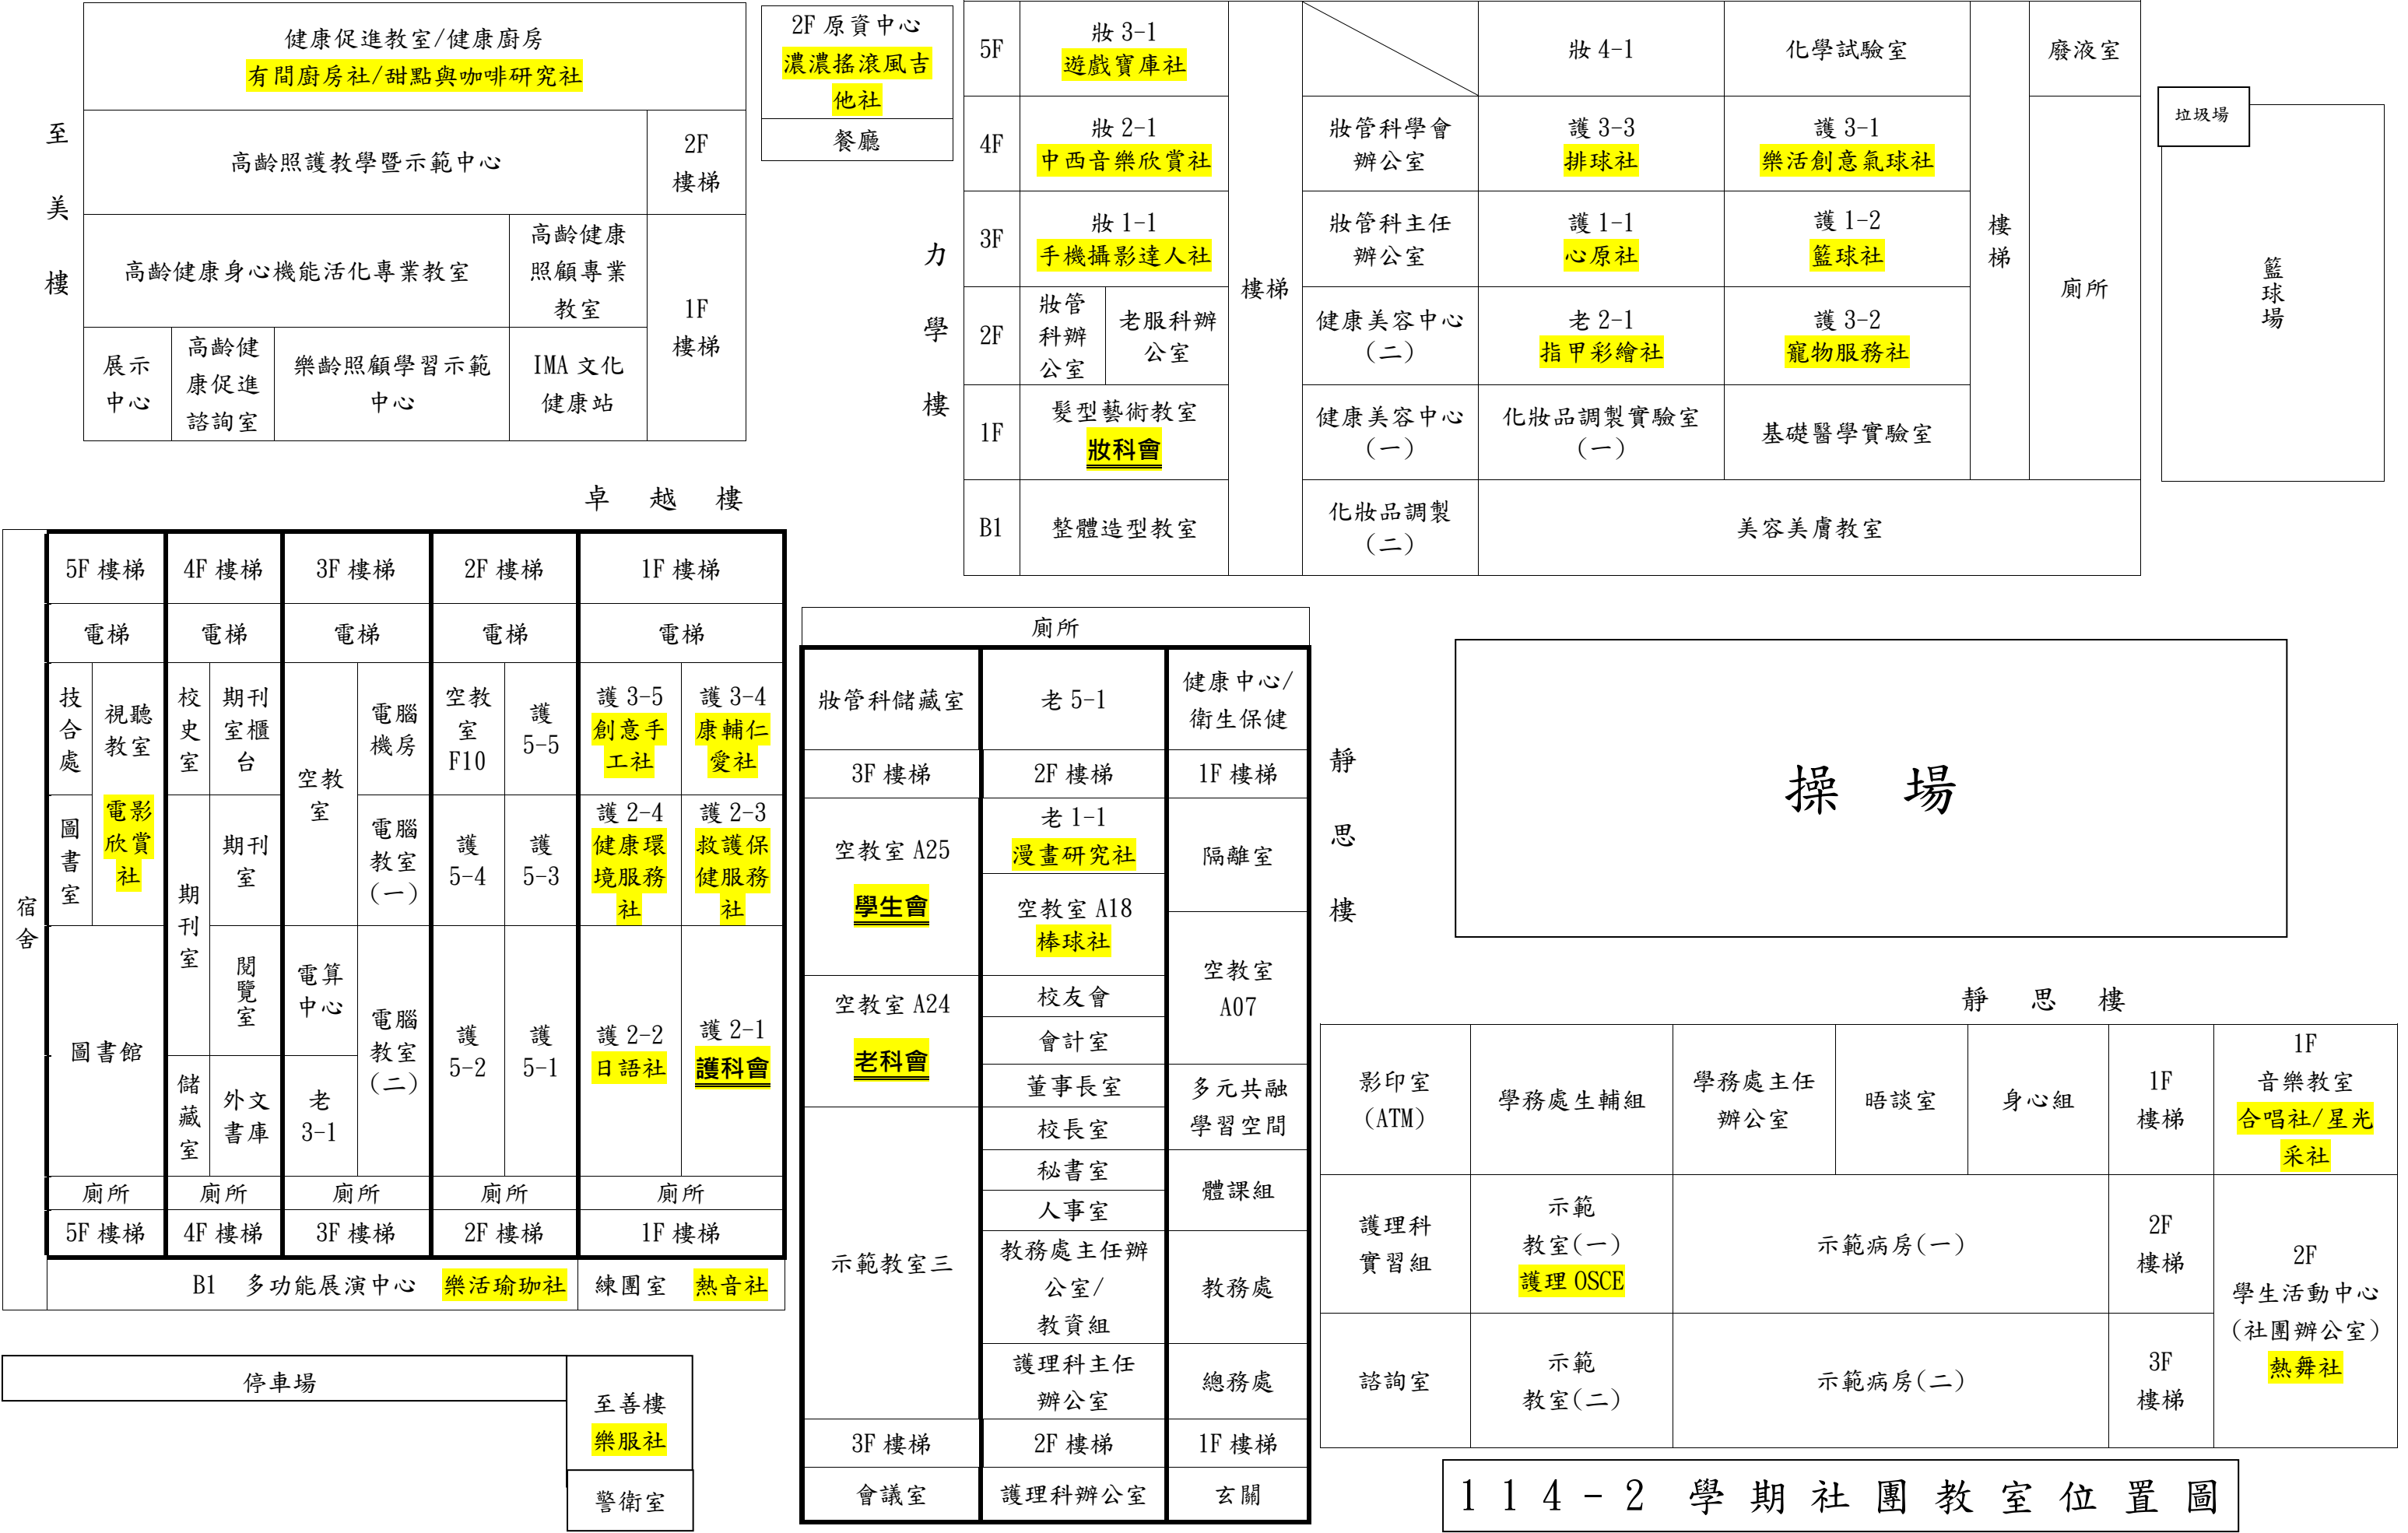 健康促進教室/健康廚房
有間廚房社/甜點與咖啡研究社
至美樓
高齡照護教學暨示範中心
2F
樓梯
高齡健康身心機能活化專業教室
高齡健康
照顧專業
教室
1F
樓梯
展示
中心
高齡健
康促進
諮詢室
樂齡照顧學習示範
中心
IMA 文化
健康站
2F 原資中心
濃濃搖滾風吉
他社
餐廳
力學樓
5F
妝 3-1
遊戲寶庫社
妝 4-1
化學試驗室
廢液室
4F
妝 2-1
中西音樂欣賞社
妝管科學會
辦公室
護 3-3
排球社
護 3-1
樂活創意氣球社
3F
妝 1-1
手機攝影達人社
樓梯
妝管科主任
辦公室
護 1-1
心原社
護 1-2
籃球社
樓梯
廁所
2F
妝管
科辦
公室
老服科辦
公室
健康美容中心
(二)
老 2-1
指甲彩繪社
護 3-2
寵物服務社
1F
髮型藝術教室
妝科會
健康美容中心
(一)
化妝品調製實驗室
(一)
基礎醫學實驗室
B1
整體造型教室
化妝品調製
(二)
美容美膚教室
垃圾場
籃球場
卓 越 樓
宿舍
5F 樓梯
4F 樓梯
3F 樓梯
2F 樓梯
1F 樓梯
電梯
電梯
電梯
電梯
電梯
技合處
視聽
教室
電影
欣賞
社
校史室
期刊
室櫃
台
空教
室
電腦
機房
空教
室
F10
護
5-5
護 3-5
創意手
工社
護 3-4
康輔仁
愛社
圖書室
期刊室
期刊
室
電腦
教室
(一)
護
5-4
護
5-3
護 2-4
健康環
境服務
社
護 2-3
救護保
健服務
社
圖書館
閱覽室
電算
中心
電腦
教室
(二)
護
5-2
護
5-1
護 2-2
日語社
護 2-1
護科會
儲藏室
外文
書庫
老
3-1
廁所
廁所
廁所
廁所
廁所
5F 樓梯
4F 樓梯
3F 樓梯
2F 樓梯
1F 樓梯
B1 多功能展演中心 樂活瑜珈社
練團室 熱音社
停車場
至善樓
樂服社
警衛室
廁所
妝管科儲藏室
老 5-1
健康中心/
衛生保健
3F 樓梯
2F 樓梯
1F 樓梯
空教室 A25
學生會
老 1-1
漫畫研究社
隔離室
空教室 A18
棒球社
空教室
A07
空教室 A24
老科會
校友會
會計室
董事長室
多元共融
學習空間
示範教室三
校長室
秘書室
體課組
人事室
教務處主任辦
公室/
教資組
教務處
護理科主任
辦公室
總務處
3F 樓梯
2F 樓梯
1F 樓梯
會議室
護理科辦公室
玄關
靜思樓
操 場
靜 思 樓
影印室
(ATM)
學務處生輔組
學務處主任
辦公室
晤談室
身心組
1F
樓梯
1F
音樂教室
合唱社/星光
采社
護理科
實習組
示範
教室(一)
護理 OSCE
示範病房(一)
2F
樓梯
2F
學生活動中心
(社團辦公室)
熱舞社
諮詢室
示範
教室(二)
示範病房(二)
3F
樓梯
114-2 學期社團教室位置圖